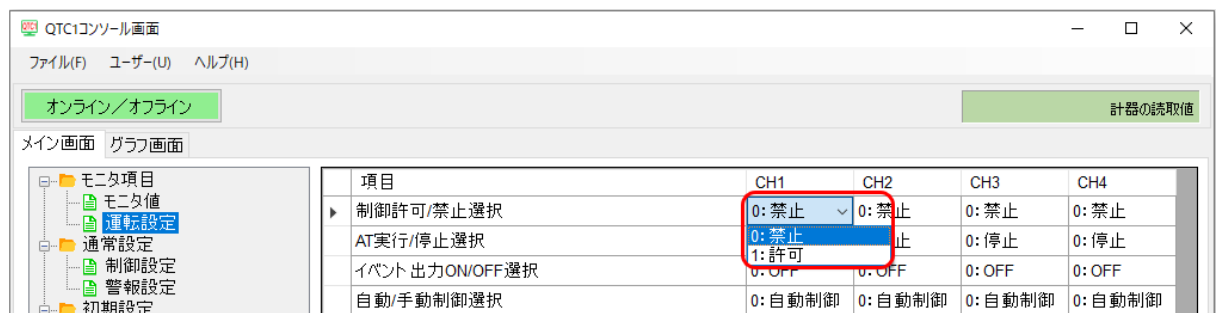 QTC1コンソール画面
ファイル(F) ユーザー(U) ヘルプ(H)
オンライン／オフライン 計器の読取値
メイン画面 グラフ画面
モニタ項目
モニタ値
運転設定
通常設定
制御設定
警報設定
初期設定
項目 CH1 CH2 CH3 CH4
制御許可/禁止選択 0: 禁止 0: 禁止 0: 禁止 0: 禁止
0: 禁止
1: 許可
AT実行/停止選択 止 0: 停止 0: 停止
イベント出力ON/OFF選択 0: OFF 0: OFF 0: OFF 0: OFF
自動/手動制御選択 0: 自動制御 0: 自動制御 0: 自動制御 0: 自動制御